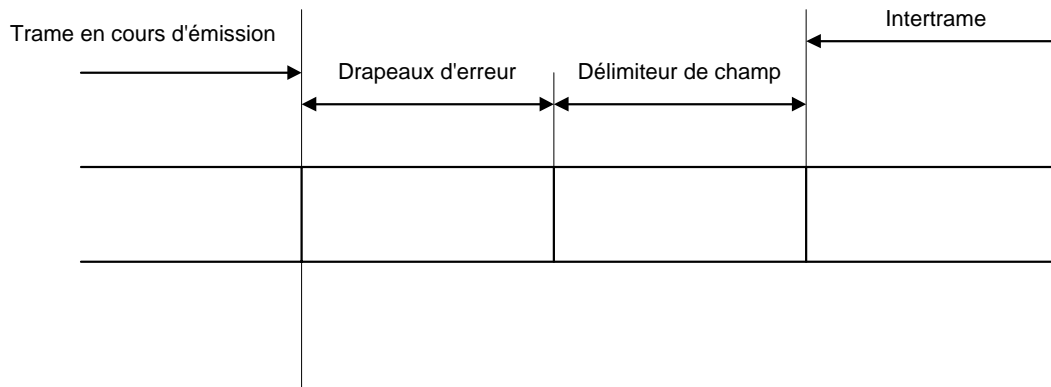 Trame en cours d'émission
Drapeaux d'erreur
Délimiteur de champ
Intertrame